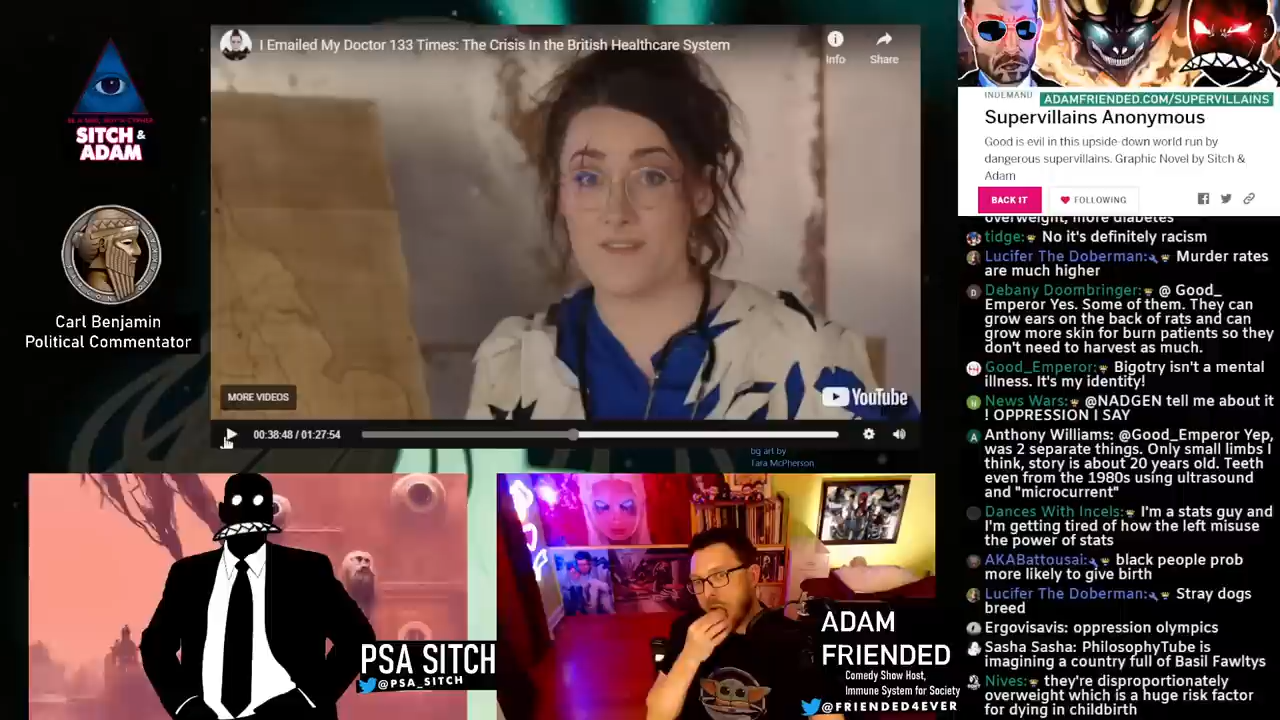 I Emailed My Doctor 133 Times: The Crisis In the British Healthcare System
Info
Share
SITCH &
ADAM
Carl Benjamin
Political Commentator
MORE VIDEOS
YouTube
00:38:48 / 01:27:54
bg art by
Tara McPherson
PSA SITCH
@PSA_SITCH
ADAM
FRIENDED
Comedy Show Host,
Immune System for Society
@FRIENDED4EVER
INDEMAND
ADAMFRIENDED.COM/SUPERVILLAINS
Supervillains Anonymous
Good is evil in this upside-down world run by
dangerous supervillains. Graphic Novel by Sitch &
Adam
BACK IT
FOLLOWING
overweight, more diabetes
tidge: No it's definitely racism
Lucifer The Doberman: Murder rates
are much higher
Debany Doombringer: @ Good_
Emperor Yes. Some of them. They can
grow ears on the back of rats and can
grow more skin for burn patients so they
don't need to harvest as much.
Good_Emperor: Bigotry isn't a mental
illness. It's my identity!
News Wars: @NADGEN tell me about it
! OPPRESSION I SAY
Anthony Williams: @Good_Emperor Yep,
was 2 separate things. Only small limbs I
think, story is about 20 years old. Teeth
even from the 1980s using ultrasound
and "microcurrent"
Dances With Incels: I'm a stats guy and
I'm getting tired of how the left misuse
the power of stats
AKABattousai: black people prob
more likely to give birth
Lucifer The Doberman: Stray dogs
breed
Ergovisavis: oppression olympics
Sasha Sasha: PhilosophyTube is
imagining a country full of Basil Fawltys
Nives: they're disproportionately
overweight which is a huge risk factor
for dying in childbirth